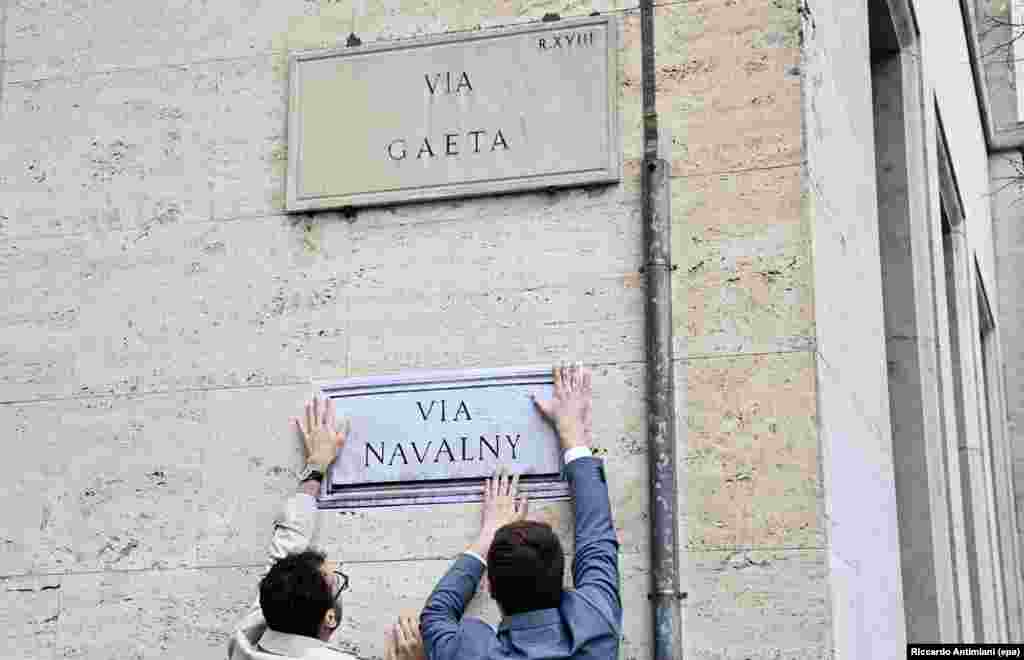 R.XVIII
VIA
GAETA
VIA
NAVALNY
Riccardo Antimiani (epa)